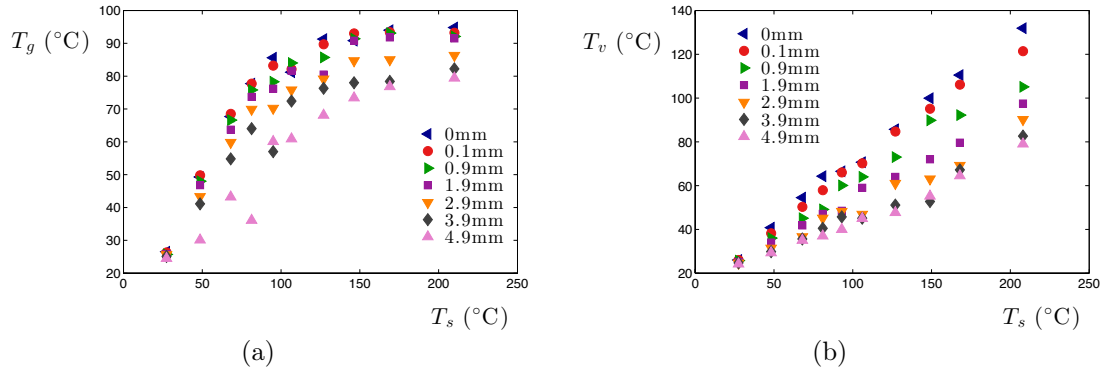 T_g (°C)
100
90
80
70
60
50
40
30
20
0 50 100 150 200 250
T_s (°C)
0mm
0.1mm
0.9mm
1.9mm
2.9mm
3.9mm
4.9mm
(a)
T_v (°C)
140
120
100
80
60
40
20
0 50 100 150 200 250
T_s (°C)
0mm
0.1mm
0.9mm
1.9mm
2.9mm
3.9mm
4.9mm
(b)